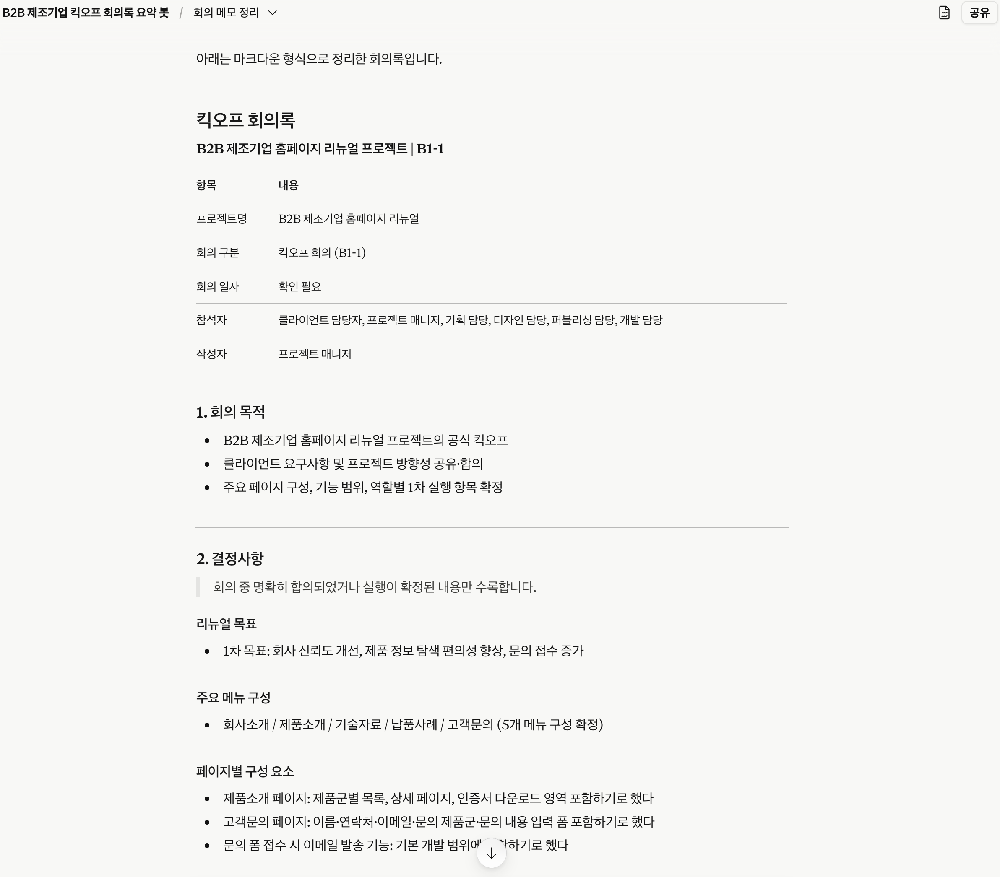 B2B 제조기업 킥오프 회의록 요약 봇 / 회의 메모 정리
공유
아래는 마크다운 형식으로 정리한 회의록입니다.
킥오프 회의록
B2B 제조기업 홈페이지 리뉴얼 프로젝트 | B1-1
항목 내용
프로젝트명 B2B 제조기업 홈페이지 리뉴얼
회의 구분 킥오프 회의 (B1-1)
회의 일자 확인 필요
참석자 클라이언트 담당자, 프로젝트 매니저, 기획 담당, 디자인 담당, 퍼블리싱 담당, 개발 담당
작성자 프로젝트 매니저
1. 회의 목적
• B2B 제조기업 홈페이지 리뉴얼 프로젝트의 공식 킥오프
• 클라이언트 요구사항 및 프로젝트 방향성 공유·합의
• 주요 페이지 구성, 기능 범위, 역할별 1차 실행 항목 확정
2. 결정사항
회의 중 명확히 합의되었거나 실행이 확정된 내용만 수록합니다.
리뉴얼 목표
• 1차 목표: 회사 신뢰도 개선, 제품 정보 탐색 편의성 향상, 문의 접수 증가
주요 메뉴 구성
• 회사소개 / 제품소개 / 기술자료 / 납품사례 / 고객문의 (5개 메뉴 구성 확정)
페이지별 구성 요소
• 제품소개 페이지: 제품군별 목록, 상세 페이지, 인증서 다운로드 영역 포함하기로 했다
• 고객문의 페이지: 이름·연락처·이메일·문의 제품군·문의 내용 입력 폼 포함하기로 했다
• 문의 폼 접수 시 이메일 발송 기능: 기본 개발 범위에 하기로 했다